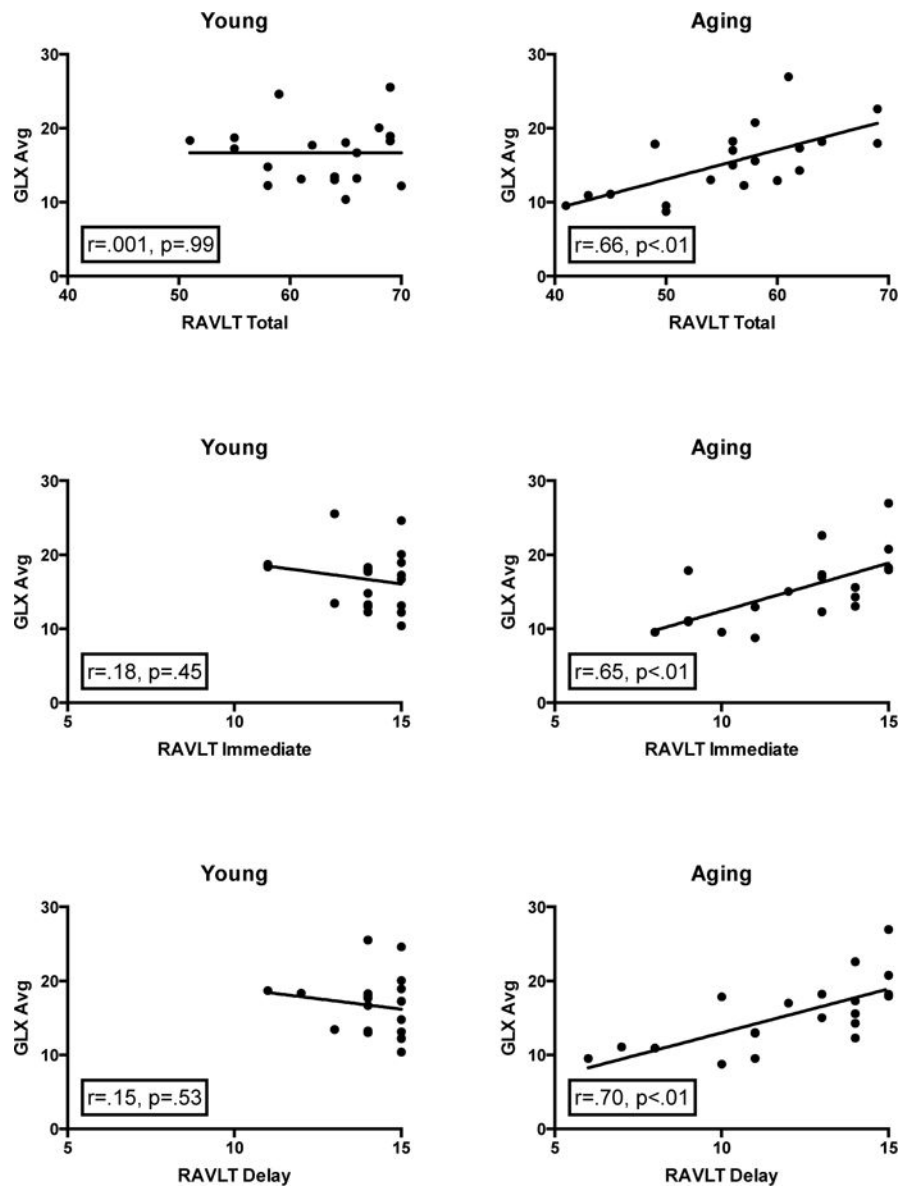 Young
Aging
30
20
10
0
GLX Avg
r=.001, p=.99
40 50 60 70
RAVLT Total
30
20
10
0
GLX Avg
r=.66, p<.01
40 50 60 70
RAVLT Total
Young
Aging
30
20
10
0
GLX Avg
r=.18, p=.45
5 10 15
RAVLT Immediate
30
20
10
0
GLX Avg
r=.65, p<.01
5 10 15
RAVLT Immediate
Young
Aging
30
20
10
0
GLX Avg
r=.15, p=.53
5 10 15
RAVLT Delay
30
20
10
0
GLX Avg
r=.70, p<.01
5 10 15
RAVLT Delay